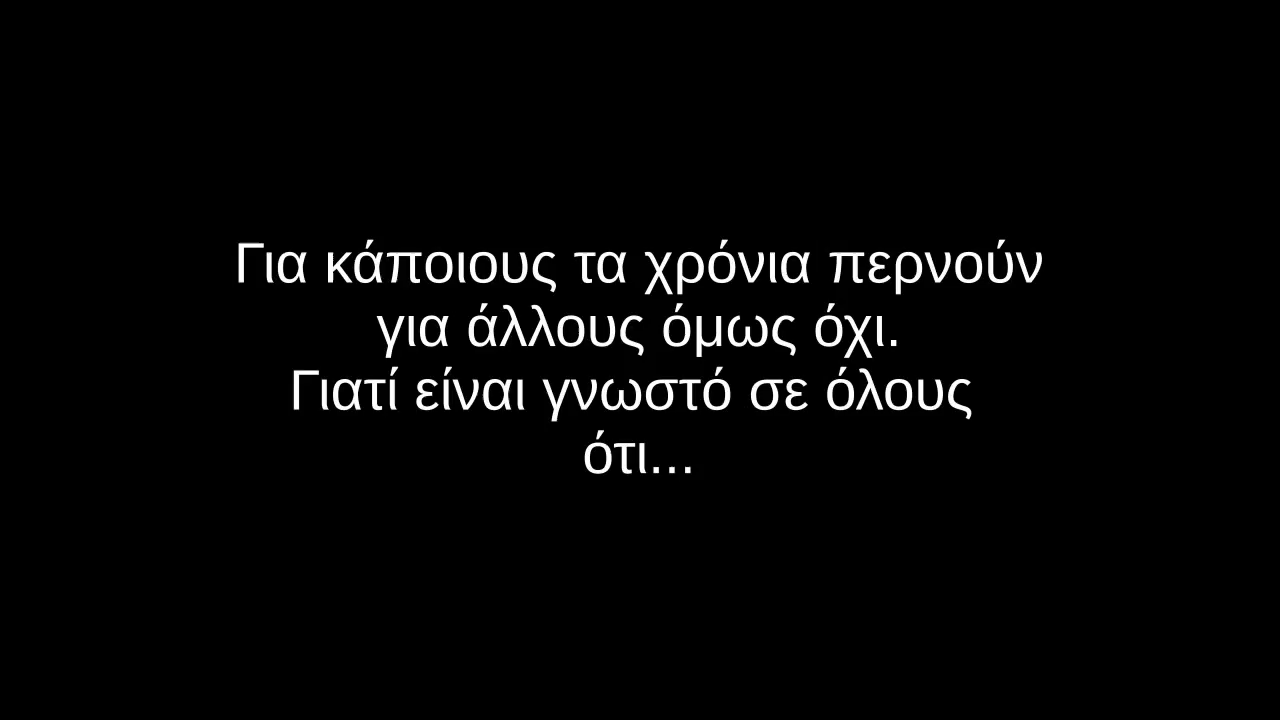 Για κάποιους τα χρόνια περνούν
για άλλους όμως όχι.
Γιατί είναι γνωστό σε όλους
ότι...